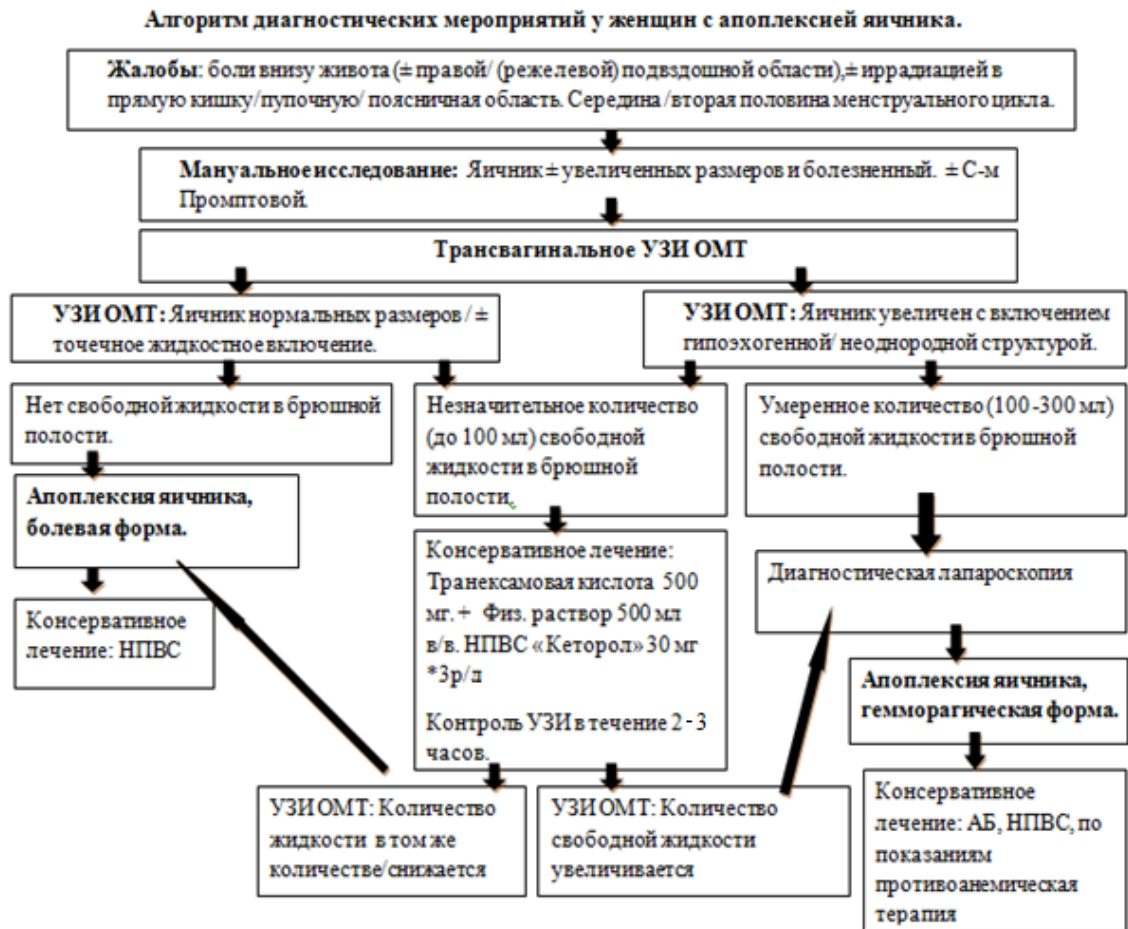 Алгоритм диагностических мероприятий у женщин с апоплексией яичника.
Жалобы: боли внизу живота (± правой/ (реже левой) подвздошной области),± иррадиацией в
прямую кишку/пупочную/ поясничная область. Середина /вторая половина менструального цикла.
Мануальное исследование: Яичник ± увеличенных размеров и болезненный. ± С-м
Промптовой.
Трансвагинальное УЗИ ОМТ
УЗИ ОМТ: Яичник нормальных размеров / ±
точечное жидкостное включение.
УЗИ ОМТ: Яичник увеличен с включением
гипоэхогенной/ неоднородной структурой.
Нет свободной жидкости в брюшной
полости.
Незначительное количество
(до 100 мл) свободной
жидкости в брюшной
полости.
Умеренное количество (100-300 мл)
свободной жидкости в брюшной
полости.
Апоплексия яичника,
болевая форма.
Консервативное
лечение: НПВС
Консервативное лечение:
Транексамовая кислота 500
мг. + Физ. раствор 500 мл
в/в. НПВС «Кеторол» 30 мг
*3р/д
Контроль УЗИ в течение 2-3
часов.
Диагностическая лапароскопия
Апоплексия яичника,
гемморагическая форма.
УЗИ ОМТ: Количество
жидкости в том же
количестве/снижается
УЗИ ОМТ: Количество
свободной жидкости
увеличивается
Консервативное
лечение: АБ, НПВС, по
показаниям
противоанемическая
терапия